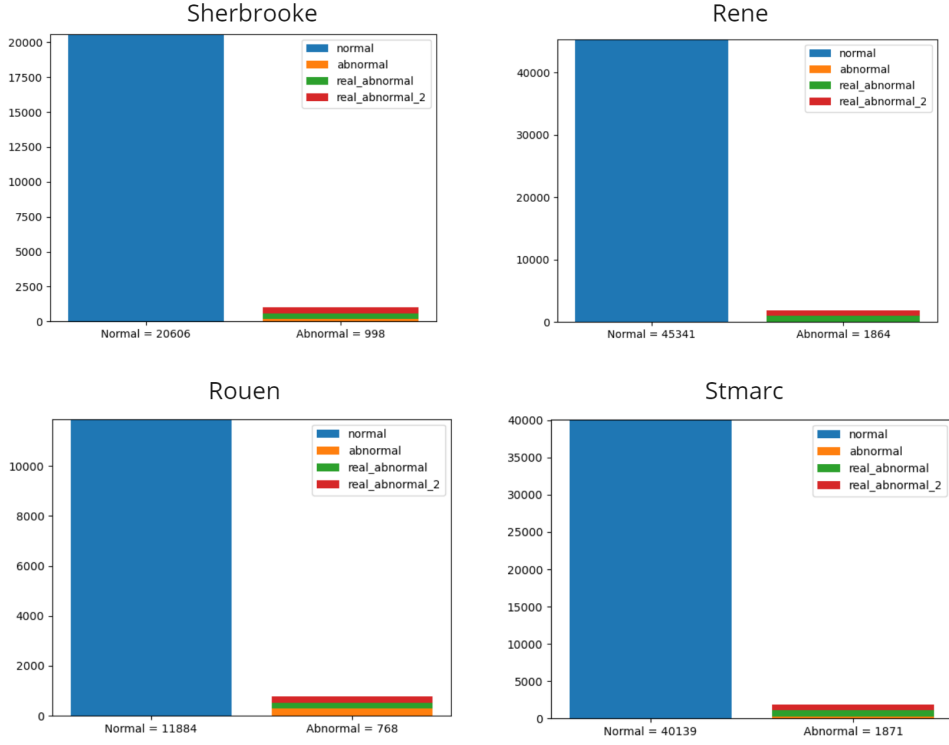 Sherbrooke
20000
17500
15000
12500
10000
7500
5000
2500
0
normal
abnormal
real_abnormal
real_abnormal_2
Normal = 20606
Abnormal = 998
Rene
40000
30000
20000
10000
0
normal
abnormal
real_abnormal
real_abnormal_2
Normal = 45341
Abnormal = 1864
Rouen
10000
8000
6000
4000
2000
0
normal
abnormal
real_abnormal
real_abnormal_2
Normal = 11884
Abnormal = 768
Stmarc
40000
35000
30000
25000
20000
15000
10000
5000
0
normal
abnormal
real_abnormal
real_abnormal_2
Normal = 40139
Abnormal = 1871